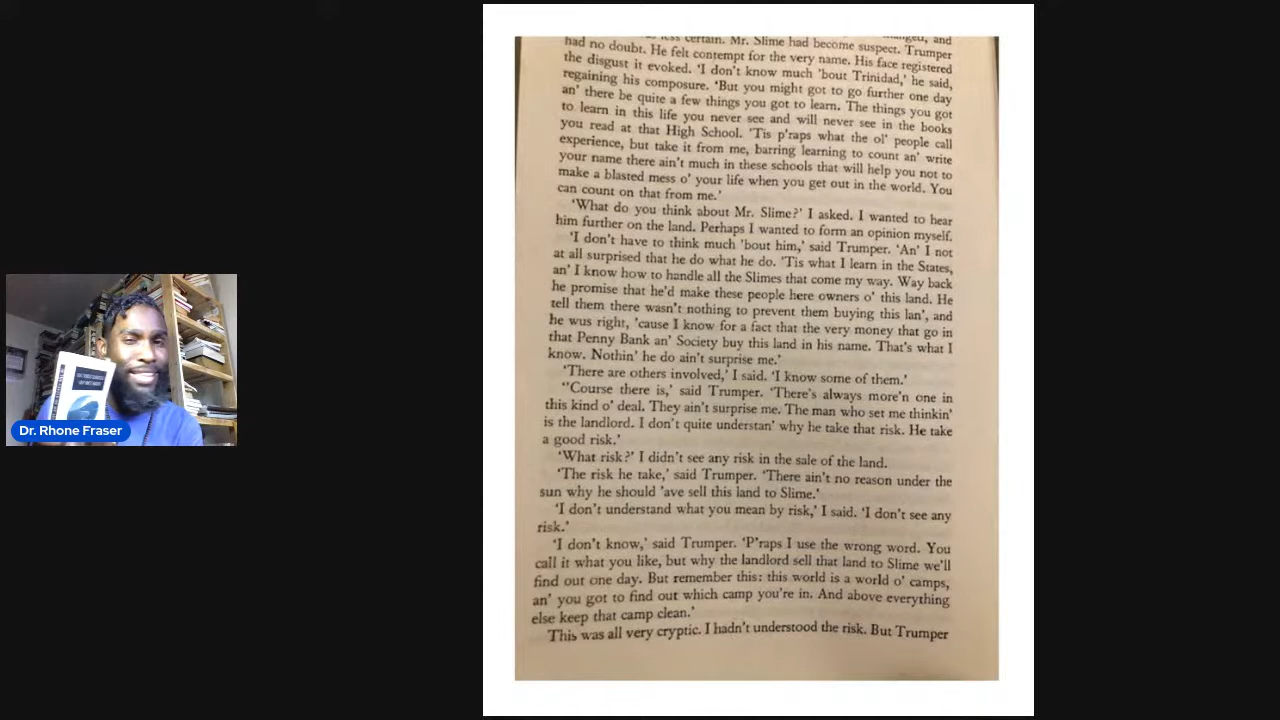 less certain. Mr. Slime had become suspect. Trumper
had no doubt. He felt contempt for the very name. His face registered
the disgust it evoked. 'I don't know much 'bout Trinidad,' he said,
regaining his composure. 'But you might got to go further one day
an' there be quite a few things you got to learn. The things you got
to learn in this life you never see and will never see in the books
you read at that High School. 'Tis p'raps what the ol' people call
experience, but take it from me, barring learning to count an' write
your name there ain't much in these schools that will help you not to
make a blasted mess o' your life when you get out in the world. You
can count on that from me.'
'What do you think about Mr. Slime?' I asked. I wanted to hear
him further on the land. Perhaps I wanted to form an opinion myself.
'I don't have to think much 'bout him,' said Trumper. 'An' I not
at all surprised that he do what he do. 'Tis what I learn in the States,
an' I know how to handle all the Slimes that come my way. Way back
he promise that he'd make these people here owners o' this land. He
tell them there wasn't nothing to prevent them buying this lan', and
he wus right, 'cause I know for a fact that the very money that go in
that Penny Bank an' Society buy this land in his name. That's what I
know. Nothin' he do ain't surprise me.'
'There are others involved,' I said. 'I know some of them.'
''Course there is,' said Trumper. 'There's always more'n one in
this kind o' deal. They ain't surprise me. The man who set me thinkin'
is the landlord. I don't quite understan' why he take that risk. He take
a good risk.'
'What risk?' I didn't see any risk in the sale of the land.
'The risk he take,' said Trumper. 'There ain't no reason under the
sun why he should 'ave sell this land to Slime.'
'I don't understand what you mean by risk,' I said. 'I don't see any
risk.'
'I don't know,' said Trumper. 'P'raps I use the wrong word. You
call it what you like, but why the landlord sell that land to Slime we'll
find out one day. But remember this: this world is a world o' camps,
an' you got to find out which camp you're in. And above everything
else keep that camp clean.'
This was all very cryptic. I hadn't understood the risk. But Trumper
Dr. Rhone Fraser